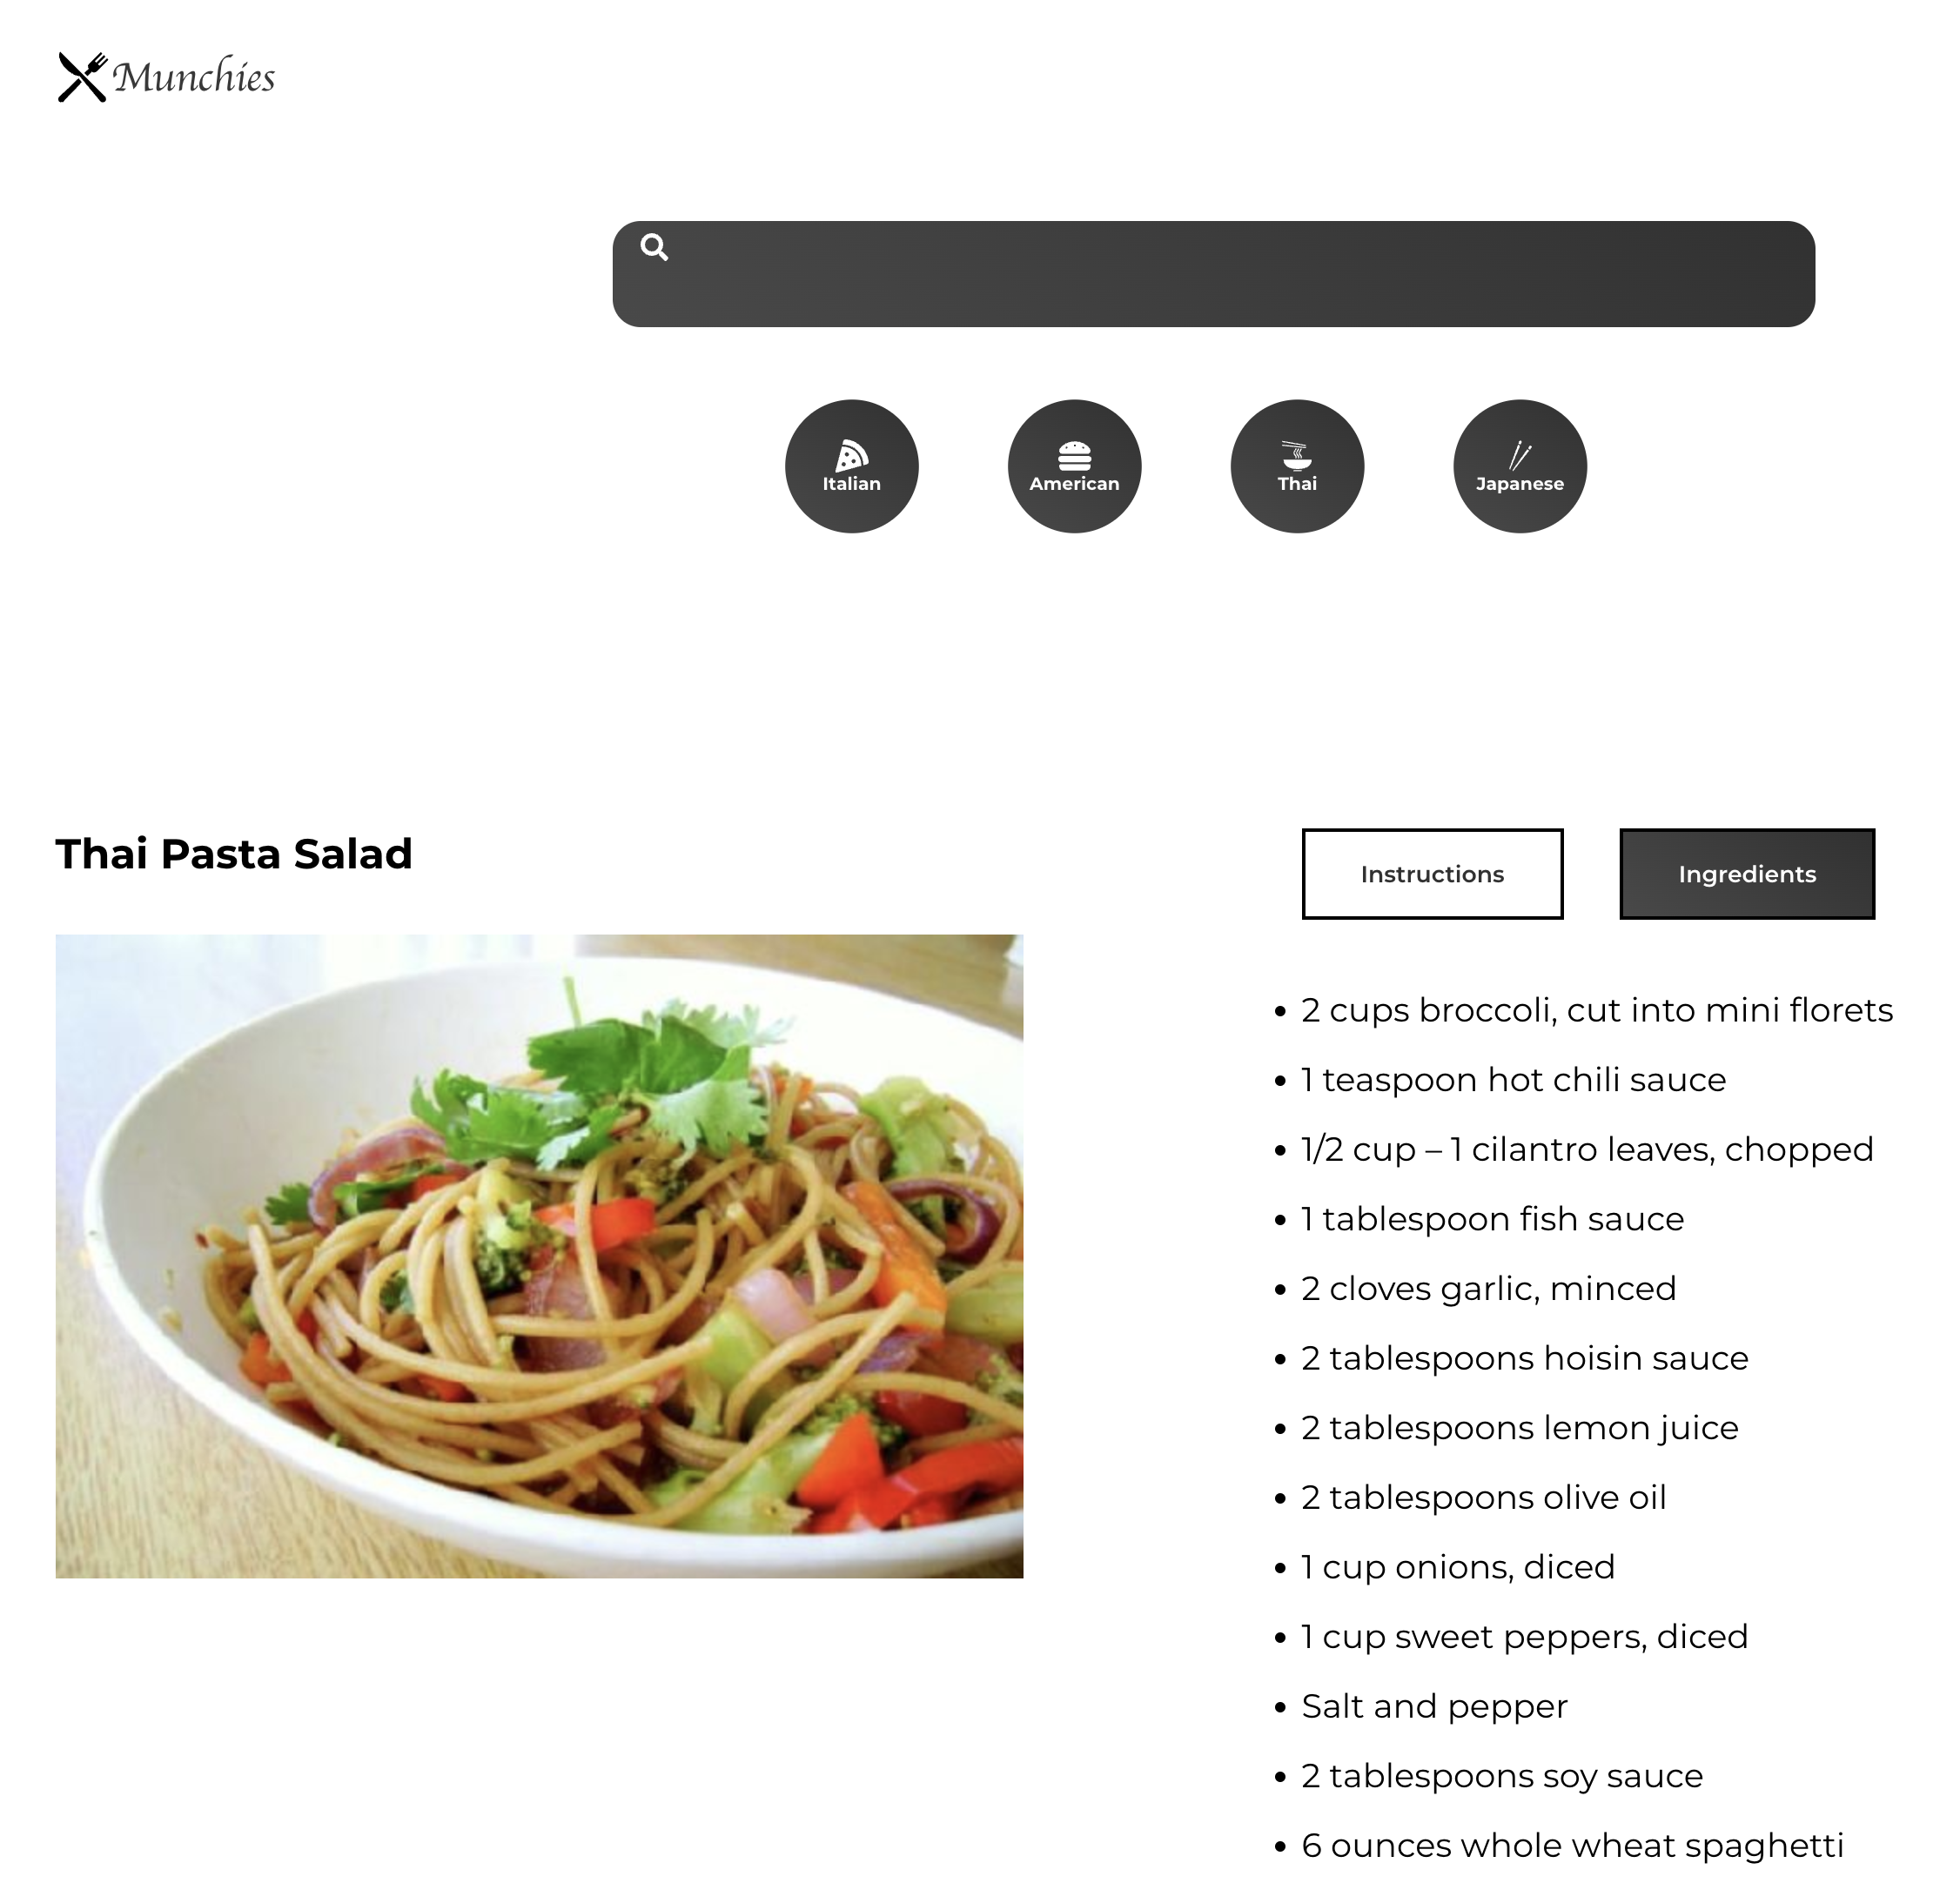 Munchies
Italian
American
Thai
Japanese
Thai Pasta Salad
Instructions
Ingredients
• 2 cups broccoli, cut into mini florets
• 1 teaspoon hot chili sauce
• 1/2 cup – 1 cilantro leaves, chopped
• 1 tablespoon fish sauce
• 2 cloves garlic, minced
• 2 tablespoons hoisin sauce
• 2 tablespoons lemon juice
• 2 tablespoons olive oil
• 1 cup onions, diced
• 1 cup sweet peppers, diced
• Salt and pepper
• 2 tablespoons soy sauce
• 6 ounces whole wheat spaghetti